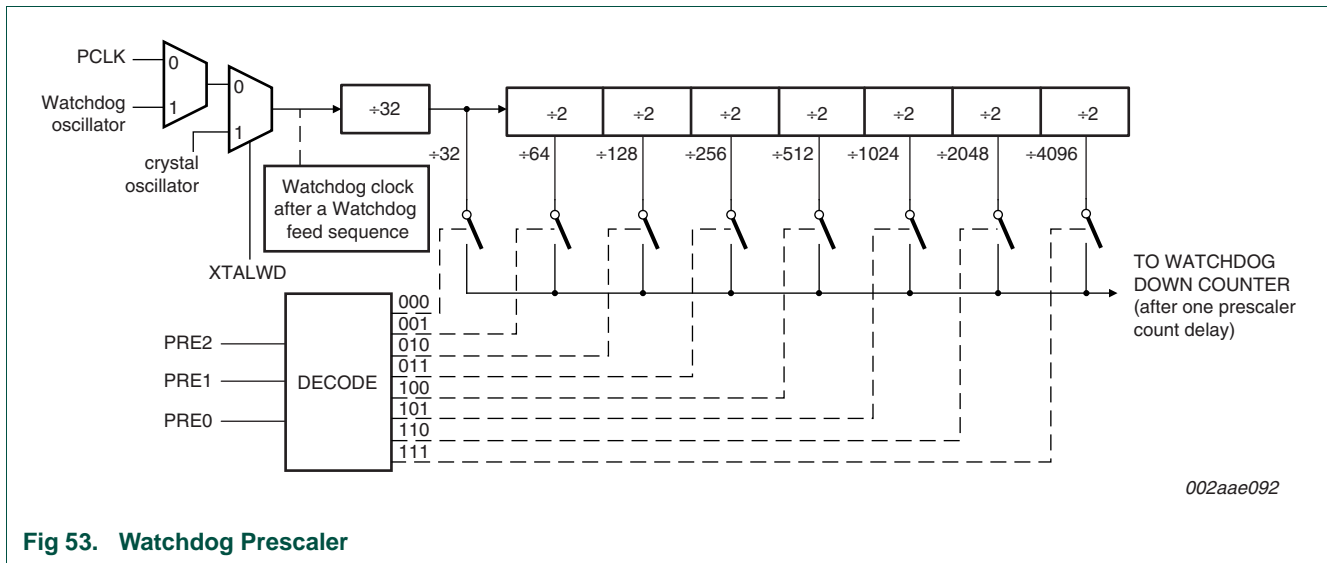 PCLK
0
Watchdog
oscillator
1
0
1
crystal
oscillator
÷32
÷2
÷2
÷2
÷2
÷2
÷2
÷2
÷32
÷64
÷128
÷256
÷512
÷1024
÷2048
÷4096
Watchdog clock
after a Watchdog
feed sequence
XTALWD
TO WATCHDOG
DOWN COUNTER
(after one prescaler
count delay)
PRE2
PRE1
PRE0
DECODE
000
001
010
011
100
101
110
111
002aae092
Fig 53. Watchdog Prescaler